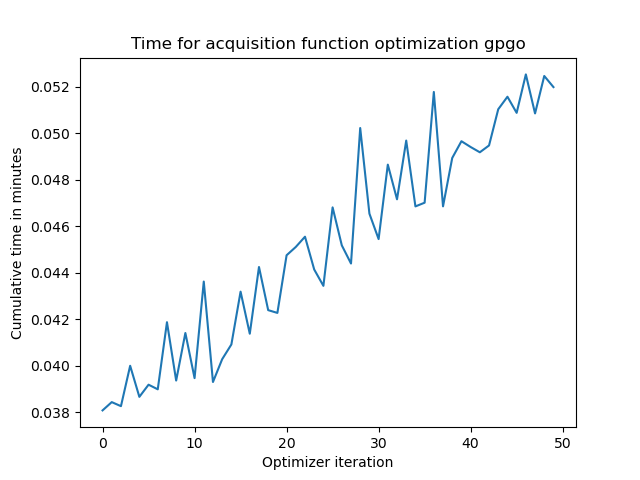 Time for acquisition function optimization gpgo
Cumulative time in minutes
0.052
0.050
0.048
0.046
0.044
0.042
0.040
0.038
0 10 20 30 40 50
Optimizer iteration